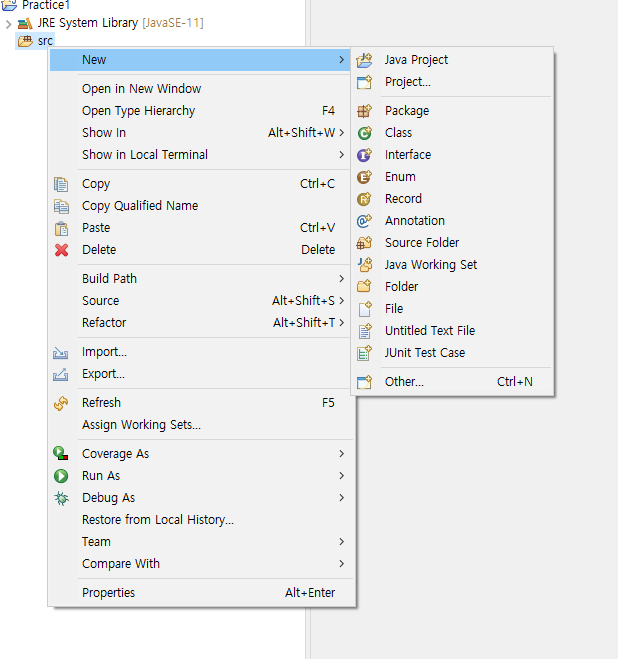 Practice1
JRE System Library [JavaSE-11]
src
New
Open in New Window
Open Type Hierarchy F4
Show In Alt+Shift+W
Show in Local Terminal
Copy Ctrl+C
Copy Qualified Name
Paste Ctrl+V
Delete Delete
Build Path
Source Alt+Shift+S
Refactor Alt+Shift+T
Import...
Export...
Refresh F5
Assign Working Sets...
Coverage As
Run As
Debug As
Restore from Local History...
Team
Compare With
Properties Alt+Enter
Java Project
Project...
Package
Class
Interface
Enum
Record
Annotation
Source Folder
Java Working Set
Folder
File
Untitled Text File
JUnit Test Case
Other... Ctrl+N